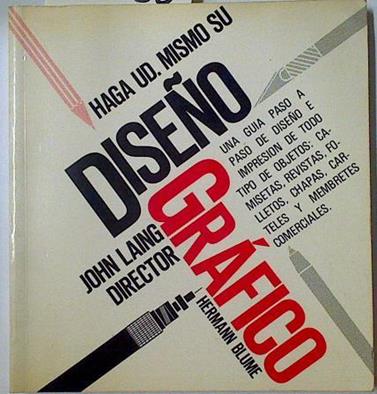 HAGA UD. MISMO SU
DISEÑO
GRÁFICO
UNA GUIA PASO A
PASO DE DISEÑO E
IMPRESION DE TODO
TIPO DE OBJETOS: CA-
MISETAS, REVISTAS, FO-
LLETOS, CHAPAS, CAR-
TELES Y MEMBRETES
COMERCIALES.
JOHN LAING
DIRECTOR
HERMANN BLUME